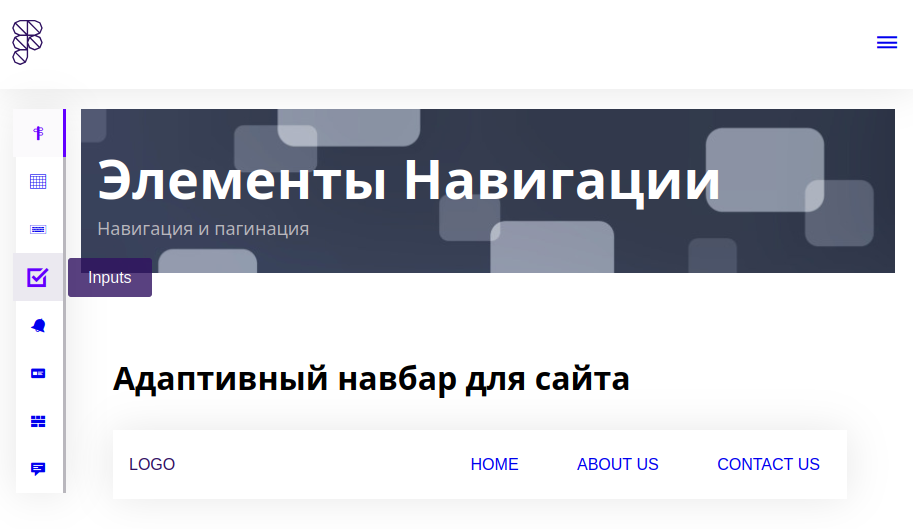 Элементы Навигации
Навигация и пагинация
Inputs
Адаптивный навбар для сайта
LOGO HOME ABOUT US CONTACT US